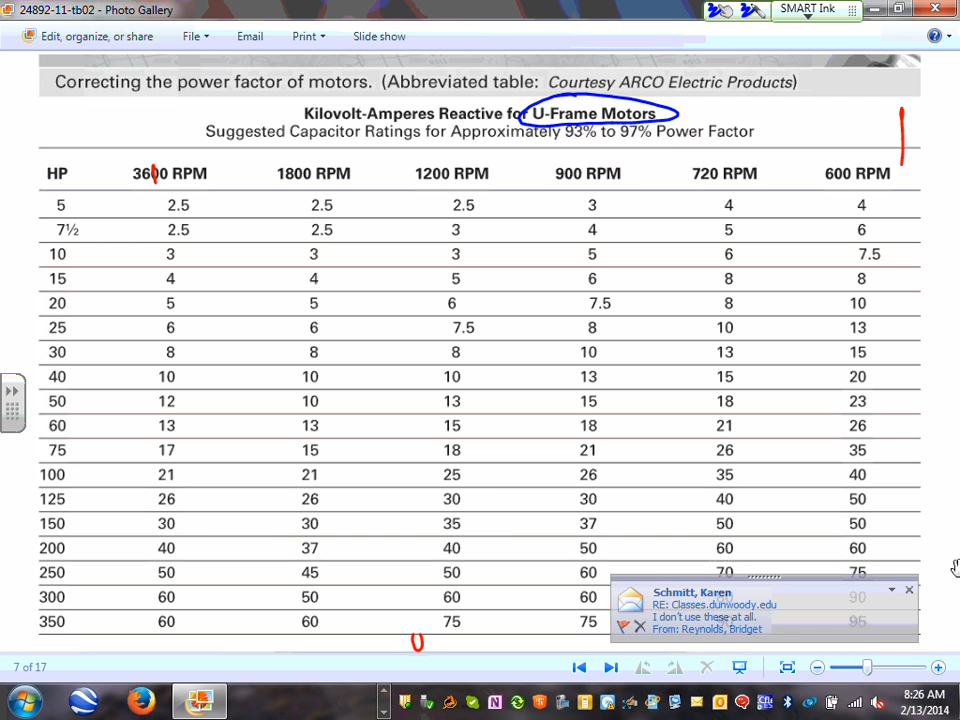 24892-11-tb02 - Photo Gallery
SMART Ink
Edit, organize, or share File Email Print Slide show
Correcting the power factor of motors. (Abbreviated table: Courtesy ARCO Electric Products)
Kilovolt-Amperes Reactive for U-Frame Motors
Suggested Capacitor Ratings for Approximately 93% to 97% Power Factor
HP 3600 RPM 1800 RPM 1200 RPM 900 RPM 720 RPM 600 RPM
5 2.5 2.5 2.5 3 4 4
7½ 2.5 2.5 3 4 5 6
10 3 3 3 5 6 7.5
15 4 4 5 6 8 8
20 5 5 6 7.5 8 10
25 6 6 7.5 8 10 13
30 8 8 8 10 13 15
40 10 10 10 13 15 20
50 12 10 13 15 18 23
60 13 13 15 18 21 26
75 17 15 18 21 26 35
100 21 21 25 26 35 40
125 26 26 30 30 40 50
150 30 30 35 37 50 50
200 40 37 40 50 60 60
250 50 45 50 60 70 75
300 60 50 60 60 90
350 60 60 75 75 95
Schmitt, Karen
RE: Classes.dunwoody.edu
I don't use these at all.
From: Reynolds, Bridget
7 of 17
8:26 AM
2/13/2014